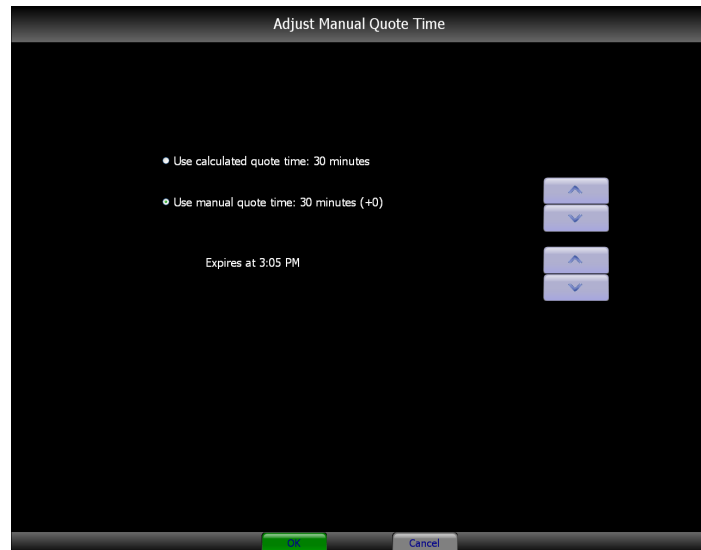 Adjust Manual Quote Time
Use calculated quote time: 30 minutes
Use manual quote time: 30 minutes (+0)
Expires at 3:05 PM
OK
Cancel